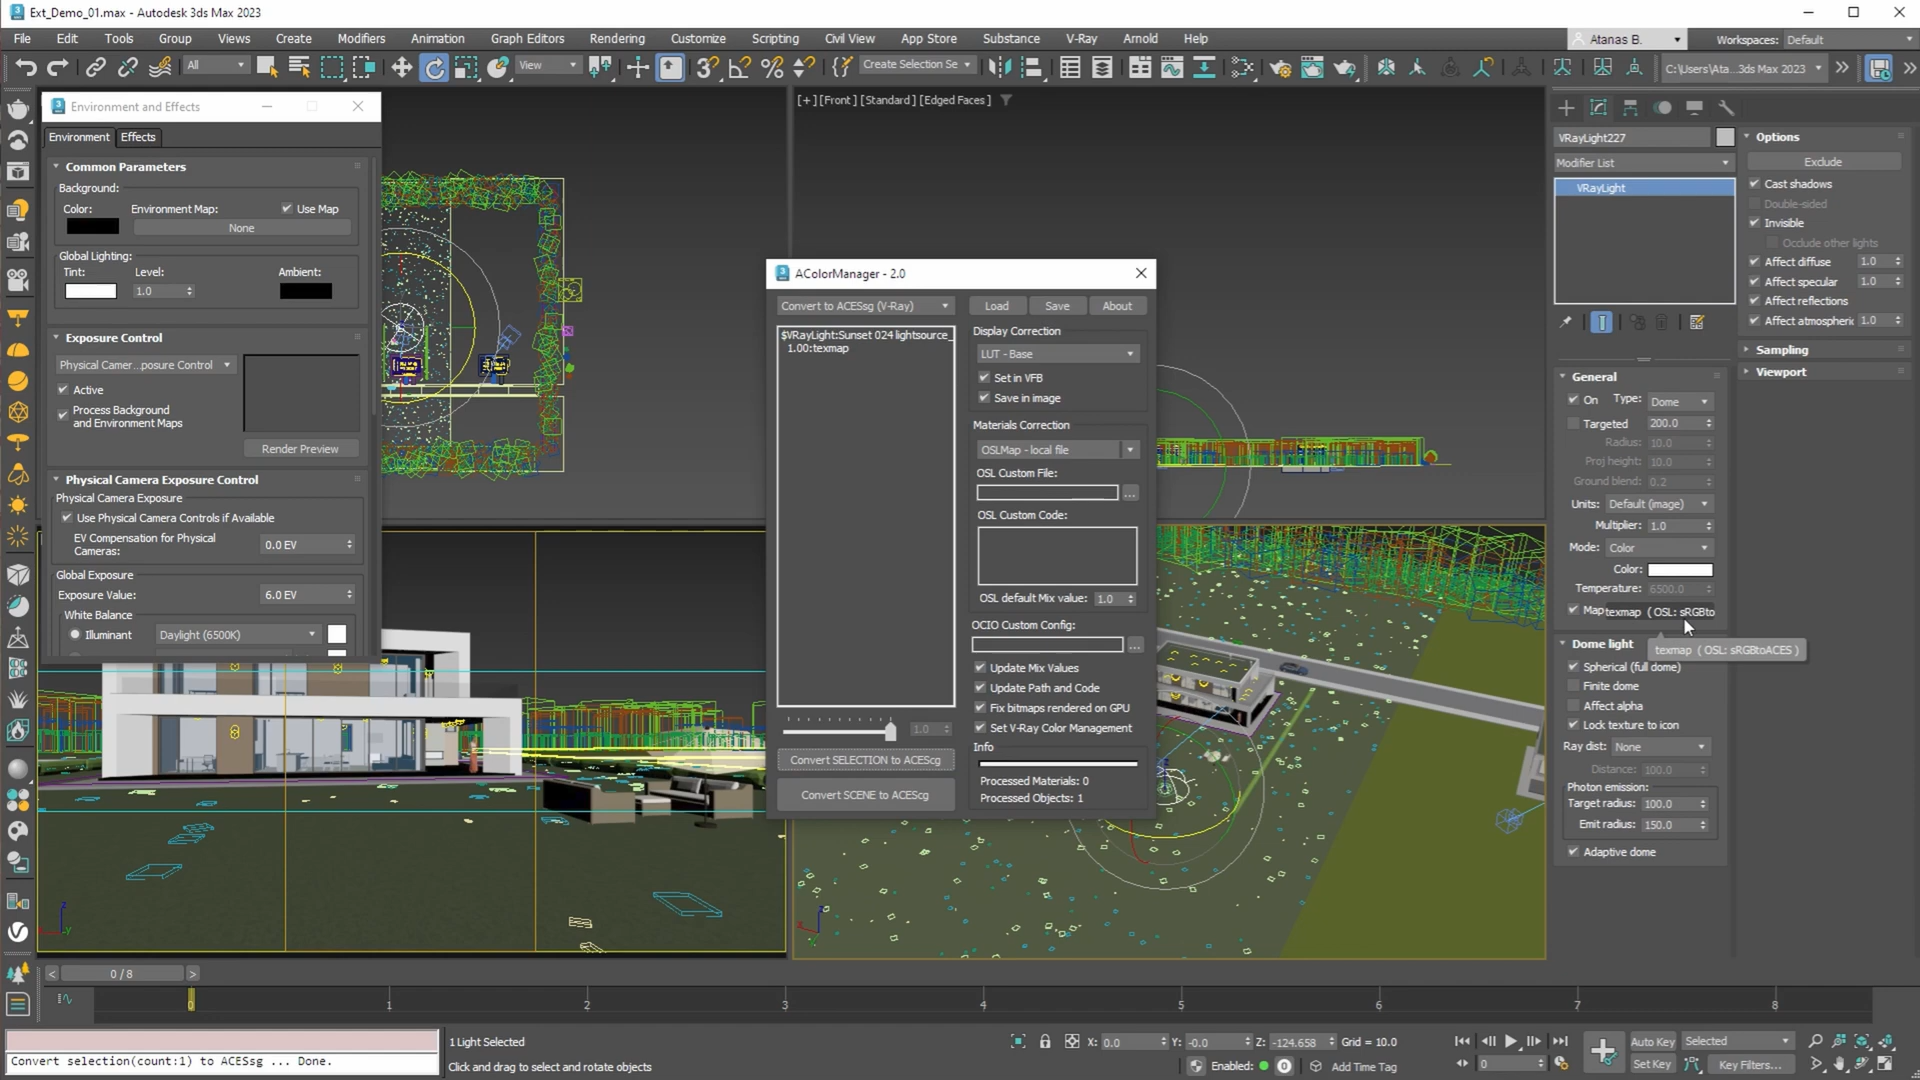 Ext_Demo_01.max - Autodesk 3ds Max 2023
File Edit Tools Group Views Create Modifiers Animation Graph Editors Rendering Customize Scripting Civil View App Store Substance V-Ray Arnold Help
Atanas B.
Workspaces: Default
All
View
Create Selection Se
C:\Users\Ata...3ds Max 2023
Environment and Effects
Environment Effects
Common Parameters
Background:
Color: Environment Map: Use Map
None
Global Lighting:
Tint: Level: Ambient:
1.0
Exposure Control
Physical Camer...posure Control
Active
Process Background
and Environment Maps
Render Preview
Physical Camera Exposure Control
Physical Camera Exposure
Use Physical Camera Controls if Available
EV Compensation for Physical
Cameras:
0.0 EV
Global Exposure
Exposure Value: 6.0 EV
White Balance
Illuminant Daylight (6500K)
[+] [Front ] [Standard ] [Edged Faces ]
AColorManager - 2.0
Convert to ACESsg (V-Ray)
Load Save About
$VRayLight:Sunset 024 lightsource_
1.00:texmap
Display Correction
LUT - Base
Set in VFB
Save in image
Materials Correction
OSLMap - local file
OSL Custom File:
...
OSL Custom Code:
OSL default Mix value: 1.0
OCIO Custom Config:
...
Update Mix Values
Update Path and Code
Fix bitmaps rendered on GPU
Set V-Ray Color Management
1.0
Info
Convert SELECTION to ACEScg
Convert SCENE to ACEScg
Processed Materials: 0
Processed Objects: 1
VRayLight227
Modifier List
VRayLight
General
On Type: Dome
Targeted 200.0
Radius: 10.0
Proj height: 10.0
Ground blend: 0.2
Units: Default (image)
Multiplier: 1.0
Mode: Color
Color:
Temperature: 6500.0
Map texmap ( OSL: sRGBto
texmap ( OSL: sRGBtoACES )
Dome light
Spherical (full dome)
Finite dome
Affect alpha
Lock texture to icon
Ray dist: None
Distance: 100.0
Photon emission:
Target radius: 100.0
Emit radius: 150.0
Adaptive dome
Options
Exclude
Cast shadows
Double-sided
Invisible
Occlude other lights
Affect diffuse 1.0
Affect specular 1.0
Affect reflections
Affect atmospheric 1.0
Sampling
Viewport
< 0 / 8 >
0 1 2 3 4 5 6 7 8
Convert selection(count:1) to ACESsg ... Done.
1 Light Selected
Click and drag to select and rotate objects
X: 0.0 Y: -0.0 Z: -124.658 Grid = 10.0
Enabled: 0 Add Time Tag
0
Auto Key Selected
Set Key Key Filters...